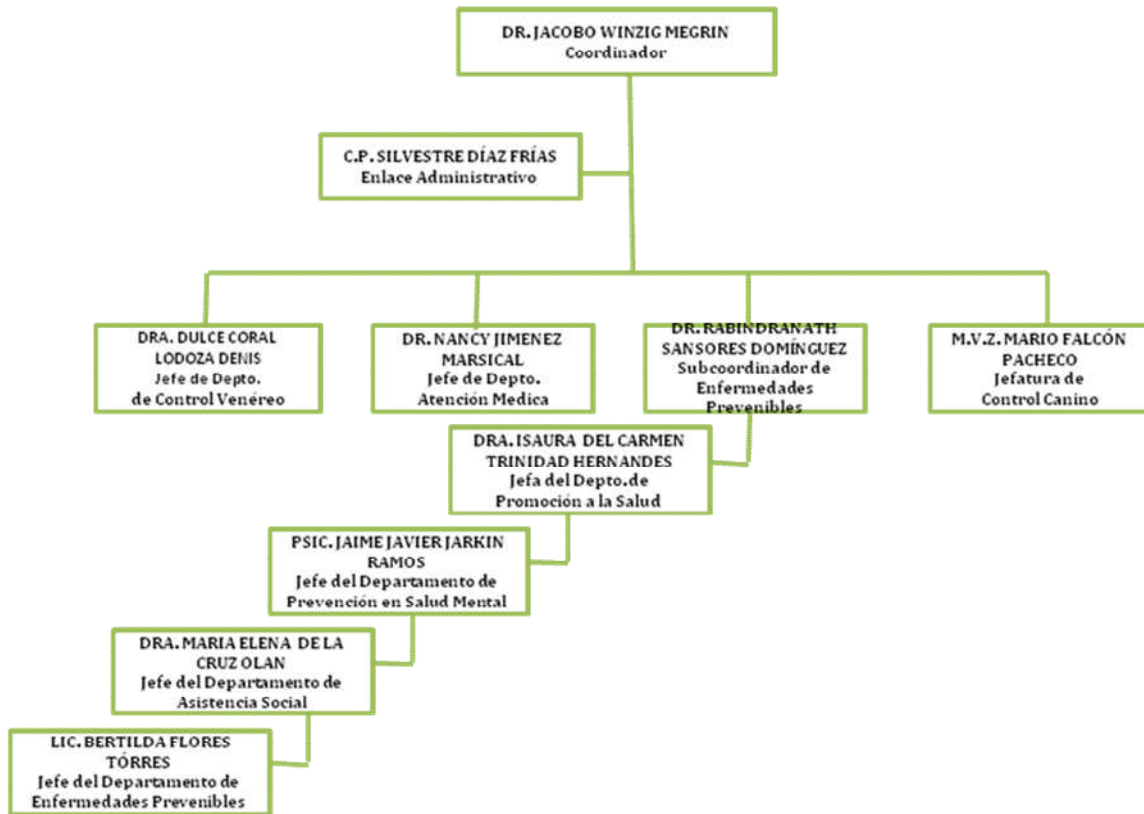 DR. JACOBO WINZIG MEGRIN
Coordinador
C.P. SILVESTRE DÍAZ FRÍAS
Enlace Administrativo
DRA. DULCE CORAL
LODOZA DENIS
Jefe de Depto.
de Control Venéreo
DR. NANCY JIMENEZ
MARSICAL
Jefe de Depto.
Atención Medica
DR. RABINDRANATH
SANSORES DOMÍNGUEZ
Subcoordinador de
Enfermedades
Prevenibles
M.V.Z. MARIO FALCÓN
PACHECO
Jefatura de
Control Canino
DRA. ISAURA DEL CARMEN
TRINIDAD HERNANDES
Jefa del Depto.de
Promoción a la Salud
PSIC. JAIME JAVIER JARKIN
RAMOS
Jefe del Departamento de
Prevención en Salud Mental
DRA. MARIA ELENA DE LA
CRUZ OLAN
Jefe del Departamento de
Asistencia Social
LIC. BERTILDA FLORES
TÓRRES
Jefe del Departamento de
Enfermedades Prevenibles